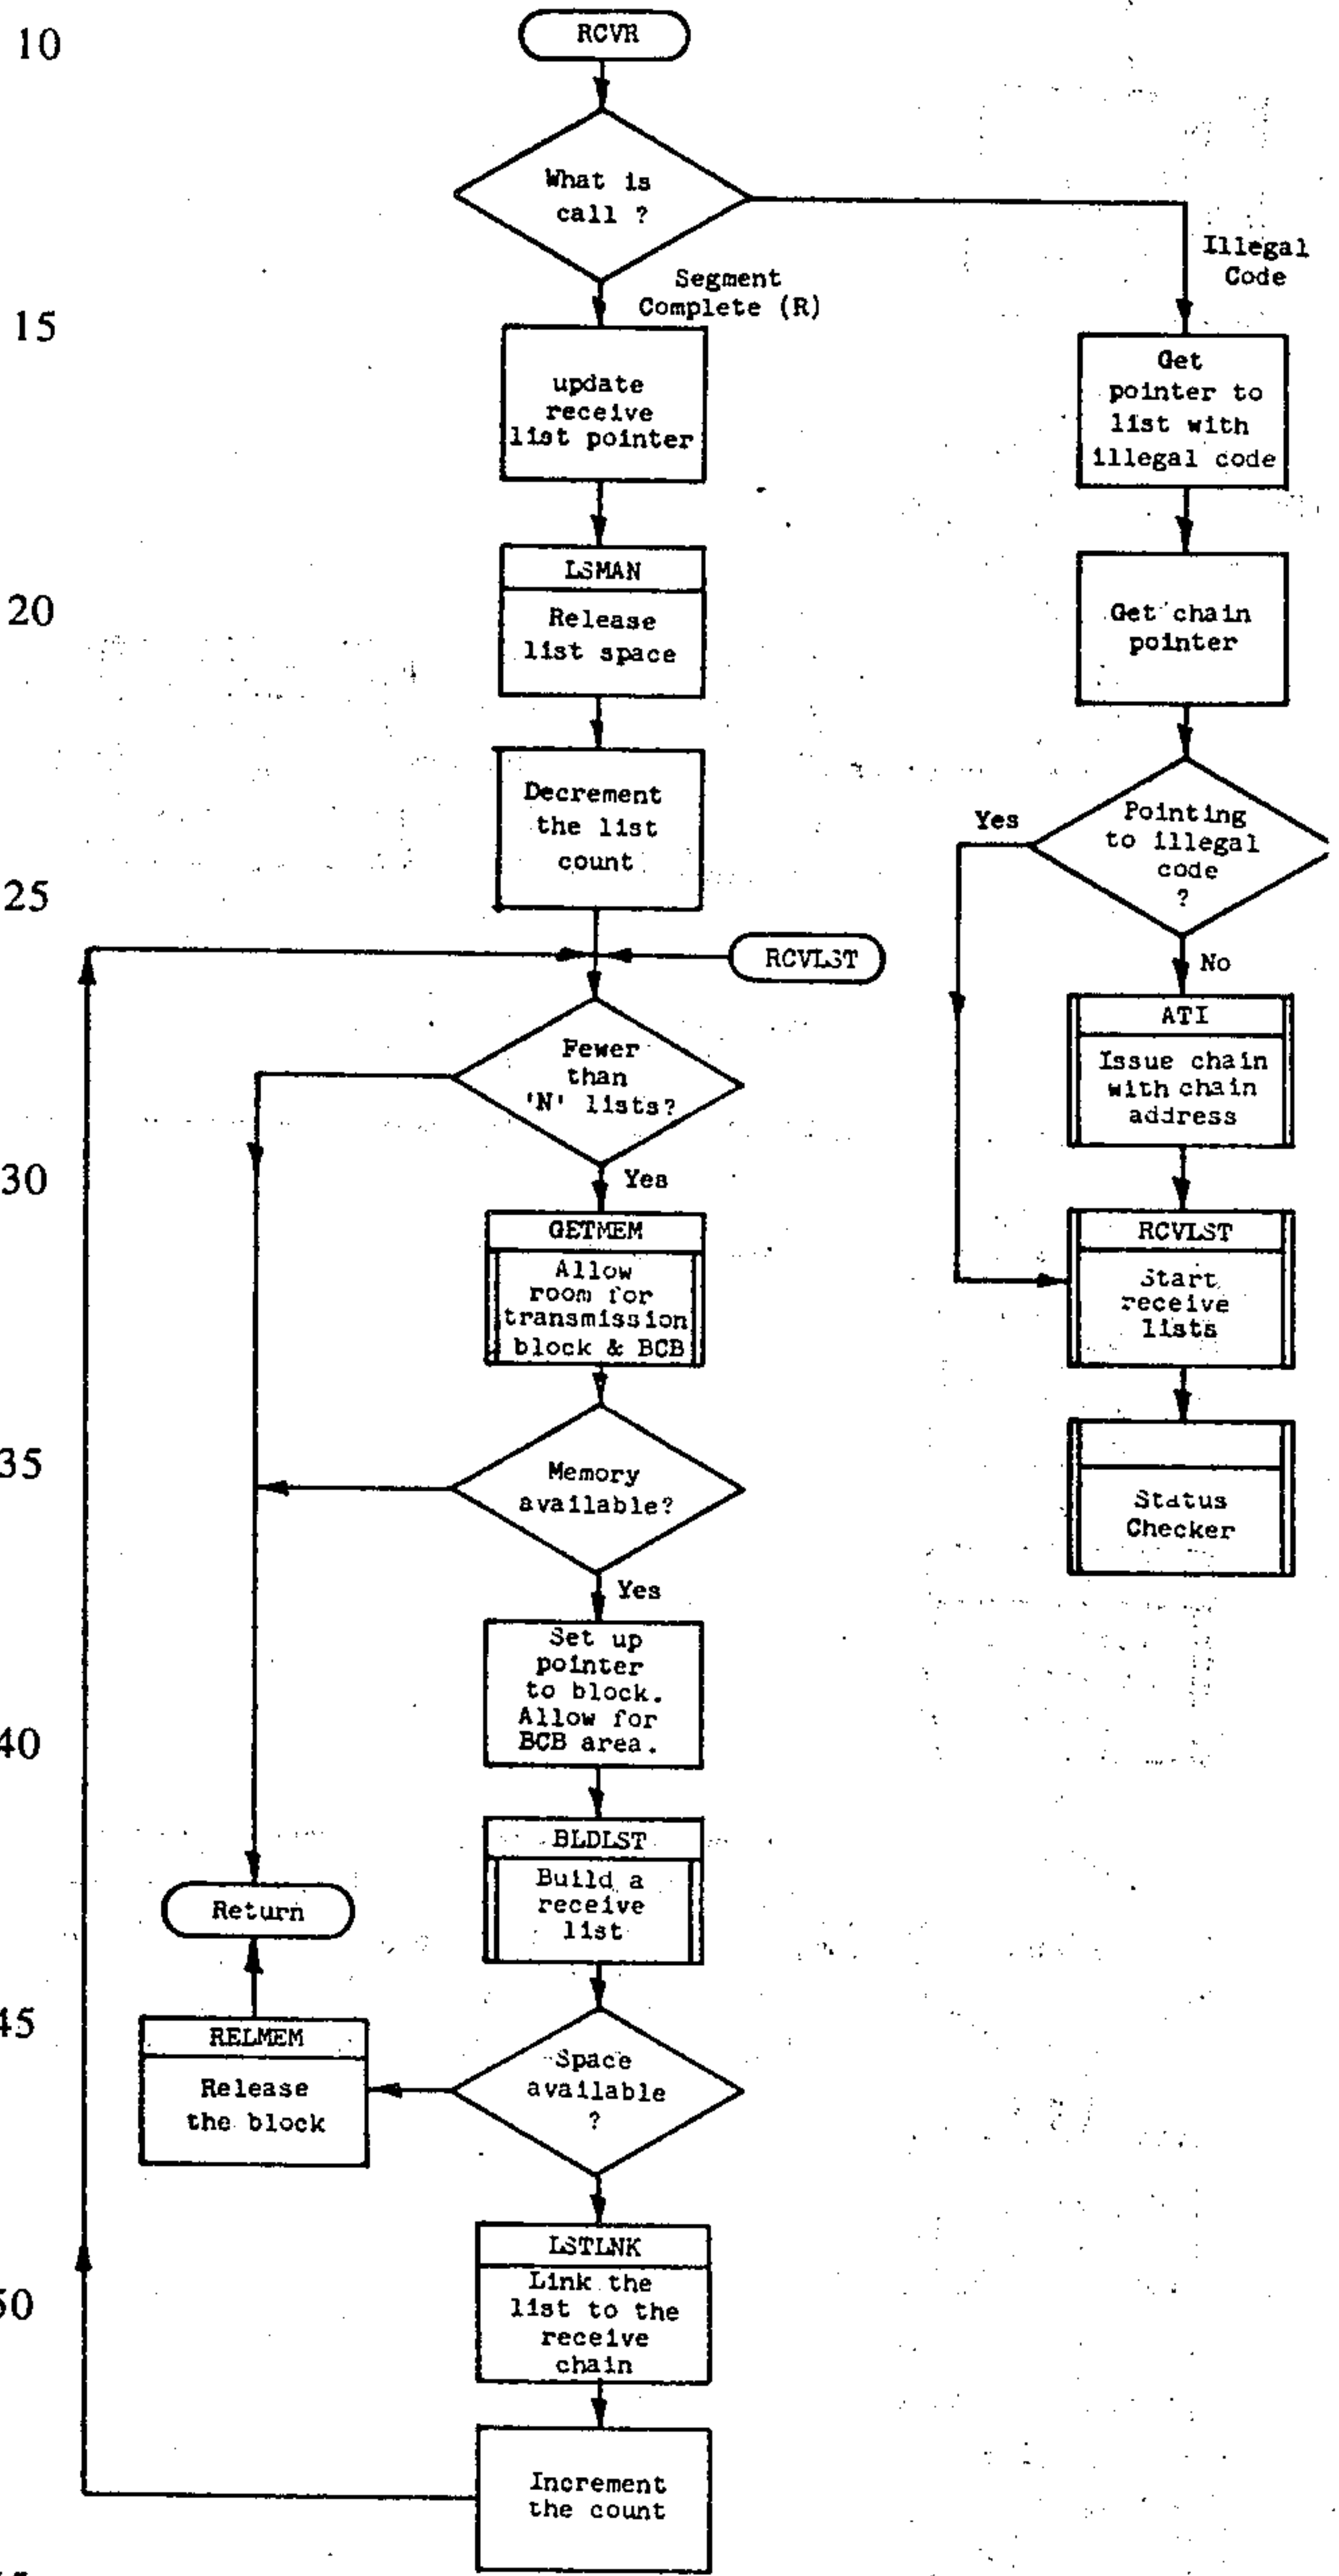 10
RCVR
What is
call ?
Illegal
Code
Segment
Complete (R)
15
update
receive
list pointer
Get
pointer to
list with
illegal code
LSMAN
20
Release
list space
Get chain
pointer
Decrement
the list
count
Yes
Pointing
to illegal
code
?
25
RCVLST
No
Fewer
than
'N' lists?
ATI
Issue chain
with chain
address
30
Yes
GETMEM
Allow
room for
transmission
block & BCB
RCVLST
Start
receive
lists
35
Memory
available?
Status
Checker
Yes
Set up
pointer
to block.
Allow for
BCB area.
40
BLDLST
Build a
receive
list
Return
45
RELMEM
Release
the block
Space
available
?
LSTLNK
50
Link the
list to the
receive
chain
Increment
the count